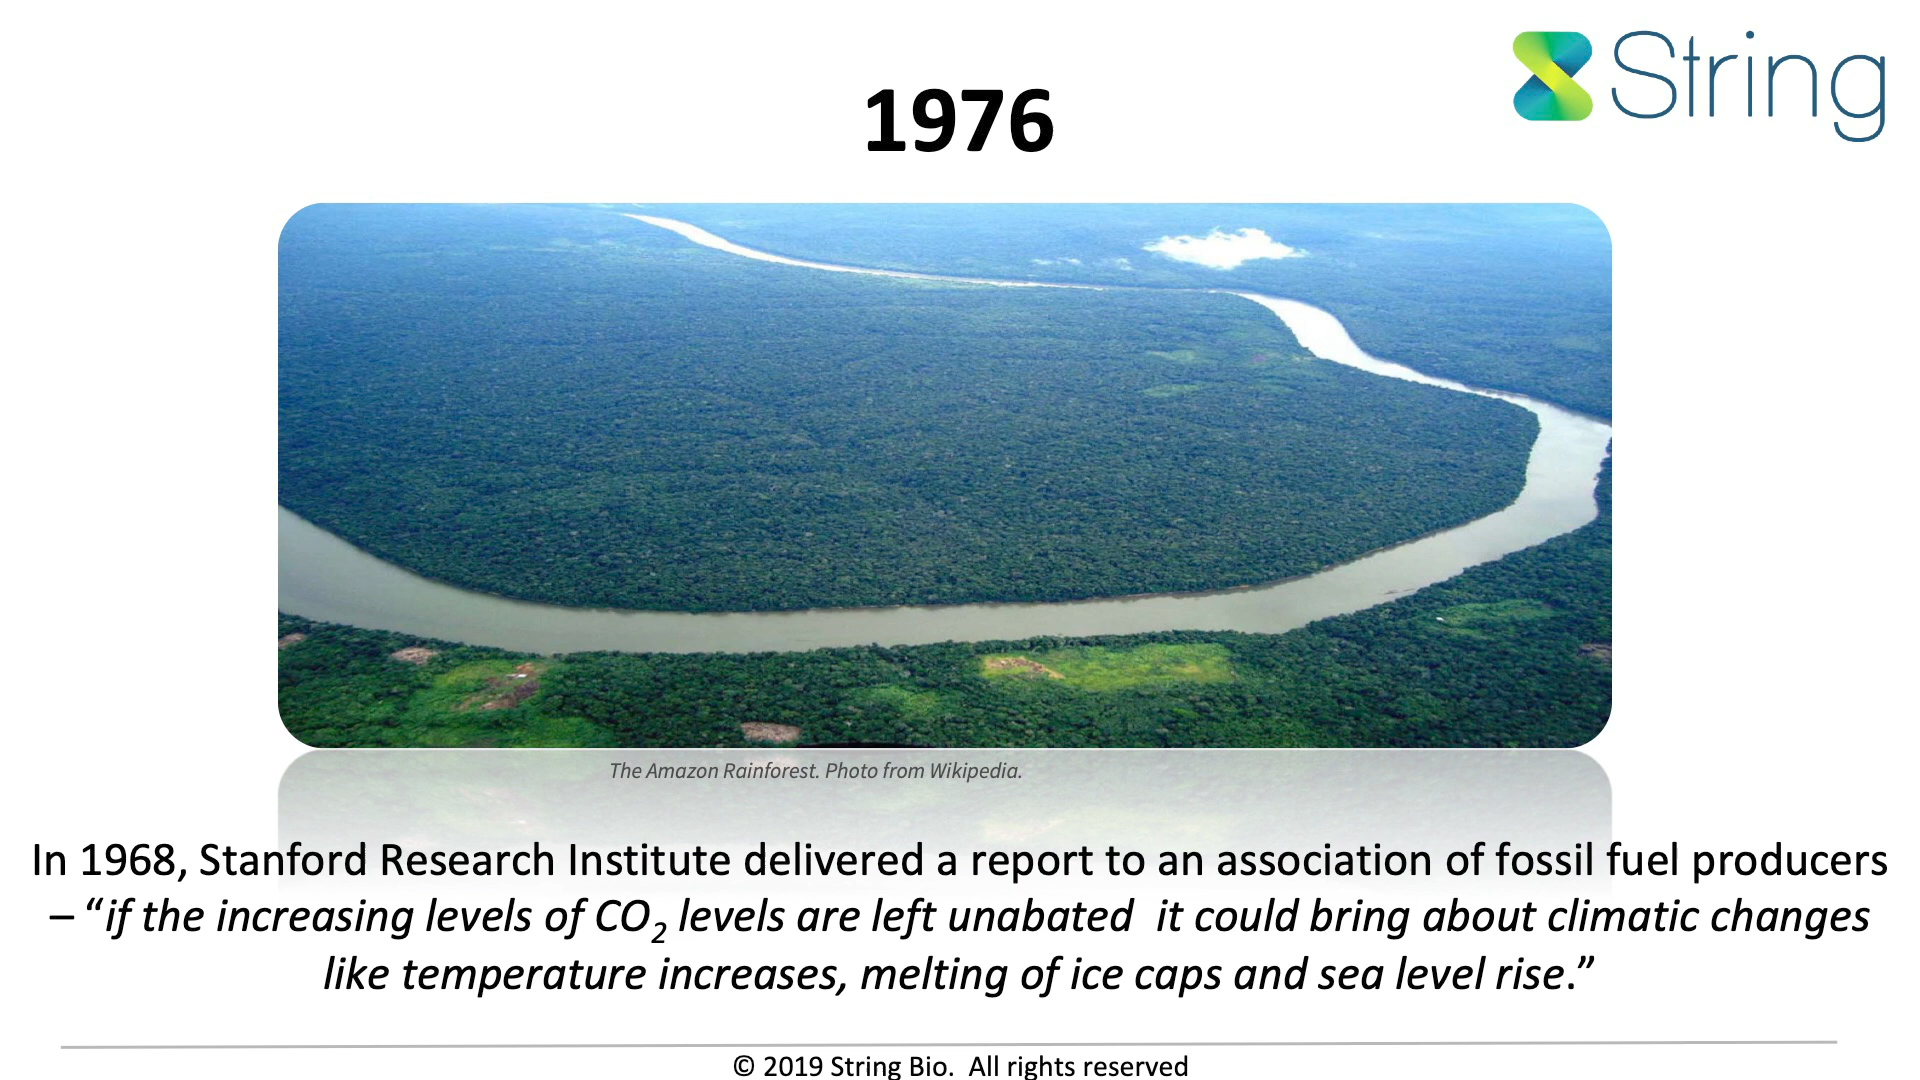 String
1976
The Amazon Rainforest. Photo from Wikipedia.
In 1968, Stanford Research Institute delivered a report to an association of fossil fuel producers
– “if the increasing levels of CO₂ levels are left unabated  it could bring about climatic changes
like temperature increases, melting of ice caps and sea level rise.”
© 2019 String Bio.  All rights reserved